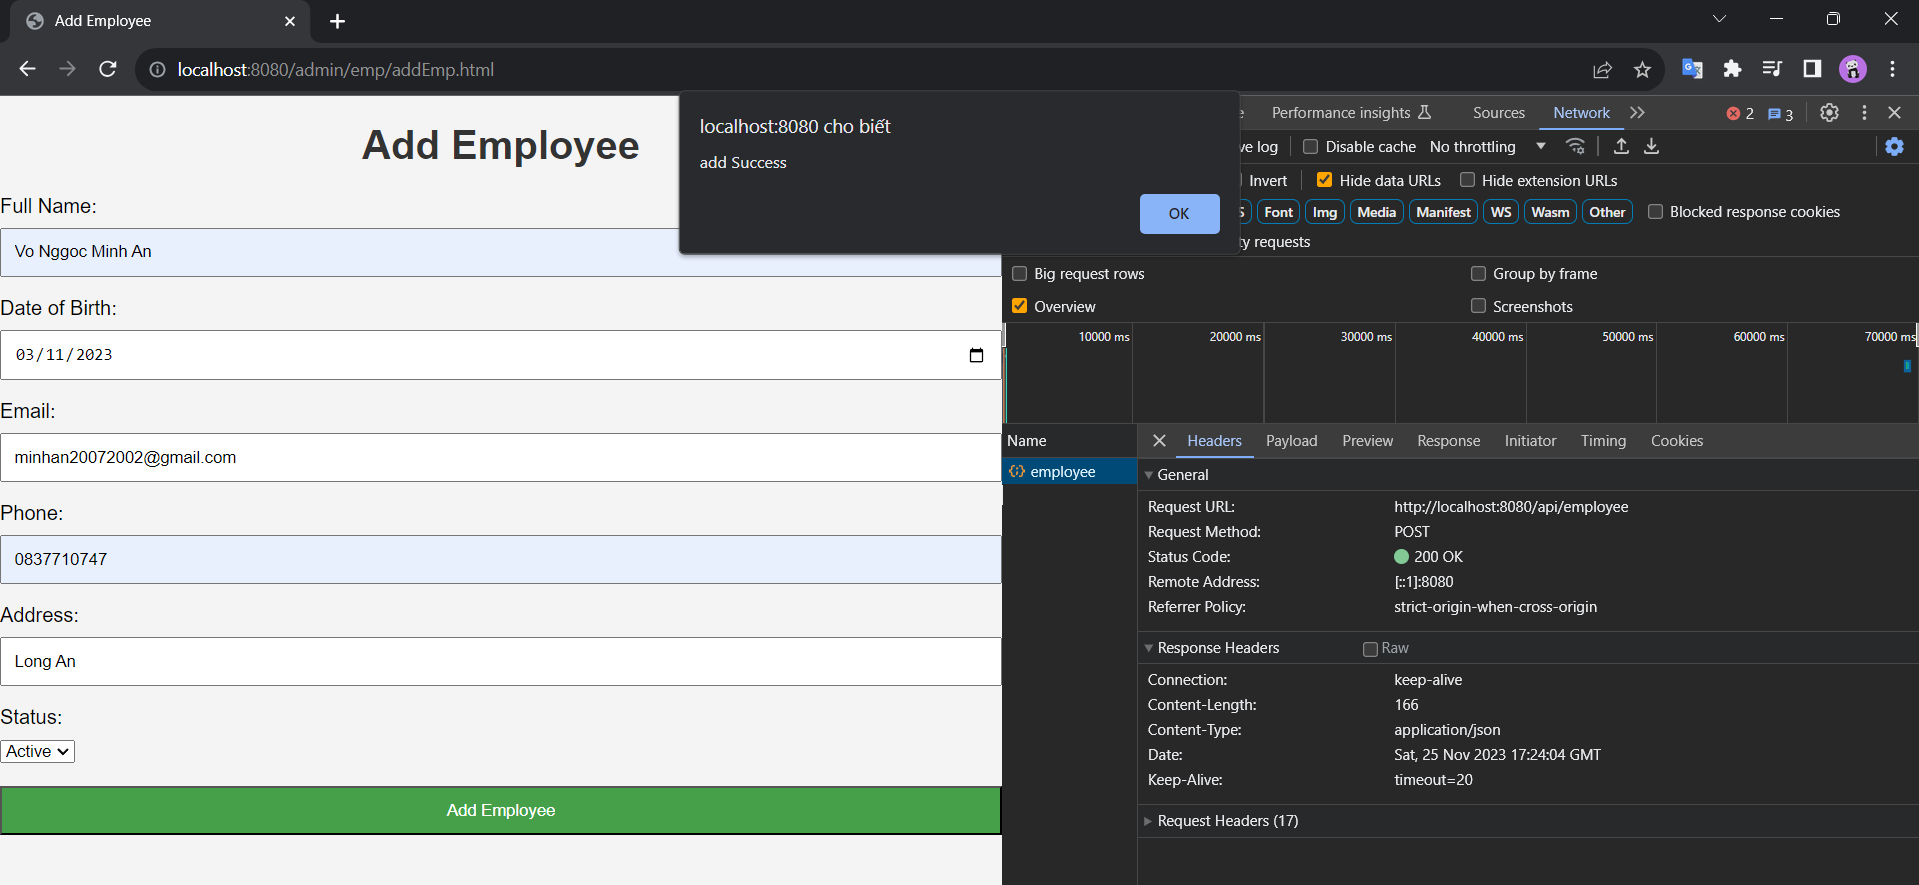 Add Employee
localhost:8080/admin/emp/addEmp.html
Add Employee
Full Name:
Vo Nggoc Minh An
Date of Birth:
03/11/2023
Email:
minhan20072002@gmail.com
Phone:
0837710747
Address:
Long An
Status:
Active
Add Employee
localhost:8080 cho biết
add Success
OK
e Performance insights Sources Network 2 3
ve log Disable cache No throttling
Invert Hide data URLs Hide extension URLs
S Font Img Media Manifest WS Wasm Other Blocked response cookies
ty requests
Big request rows Group by frame
Overview Screenshots
10000 ms 20000 ms 30000 ms 40000 ms 50000 ms 60000 ms 70000 ms
Name Headers Payload Preview Response Initiator Timing Cookies
employee
General
Request URL: http://localhost:8080/api/employee
Request Method: POST
Status Code: 200 OK
Remote Address: [::1]:8080
Referrer Policy: strict-origin-when-cross-origin
Response Headers Raw
Connection: keep-alive
Content-Length: 166
Content-Type: application/json
Date: Sat, 25 Nov 2023 17:24:04 GMT
Keep-Alive: timeout=20
Request Headers (17)